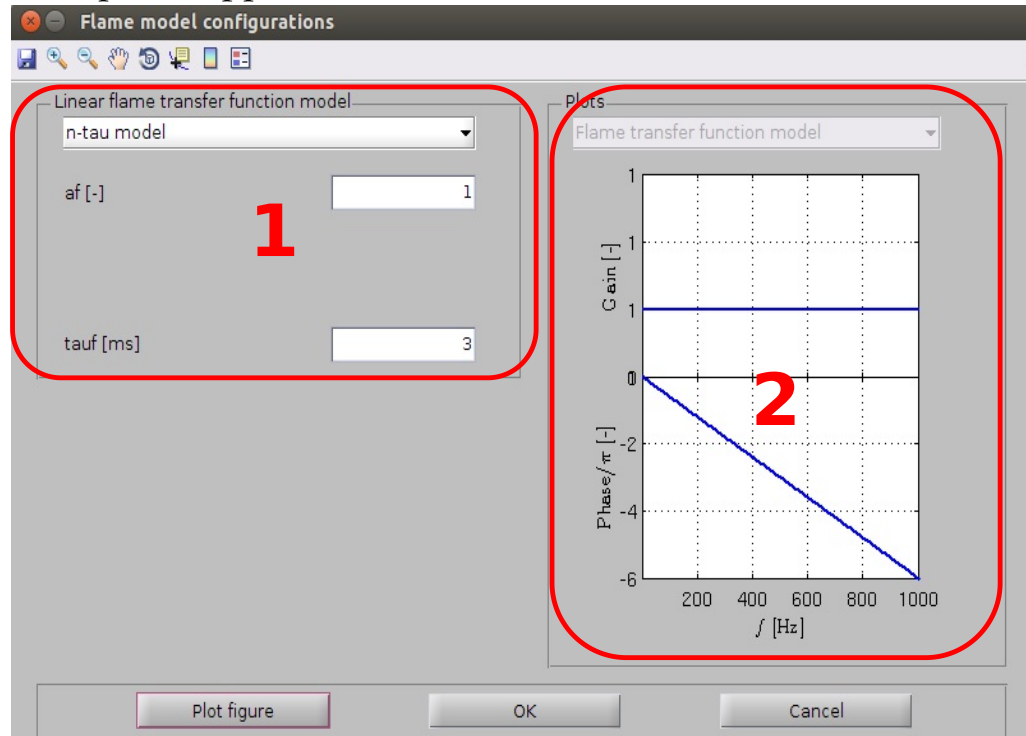 Flame model configurations
Linear flame transfer function model
n-tau model
af [-]
1
1
tauf [ms]
3
Plots
Flame transfer function model
1
1
1
0
Gain [-]
2
-2
-4
-6
Phase/π [-]
200 400 600 800 1000
f [Hz]
Plot figure
OK
Cancel